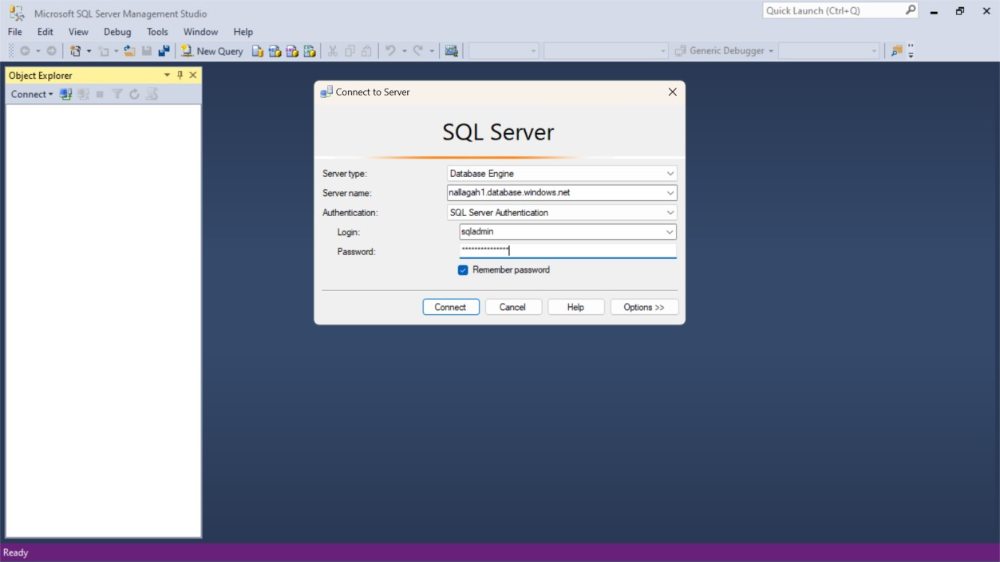 Microsoft SQL Server Management Studio
Quick Launch (Ctrl+Q)
File Edit View Debug Tools Window Help
New Query
Generic Debugger
Object Explorer
Connect
Connect to Server
SQL Server
Server type: Database Engine
Server name: nallagah1.database.windows.net
Authentication: SQL Server Authentication
Login: sqladmin
Password: ***************
Remember password
Connect Cancel Help Options >>
Ready